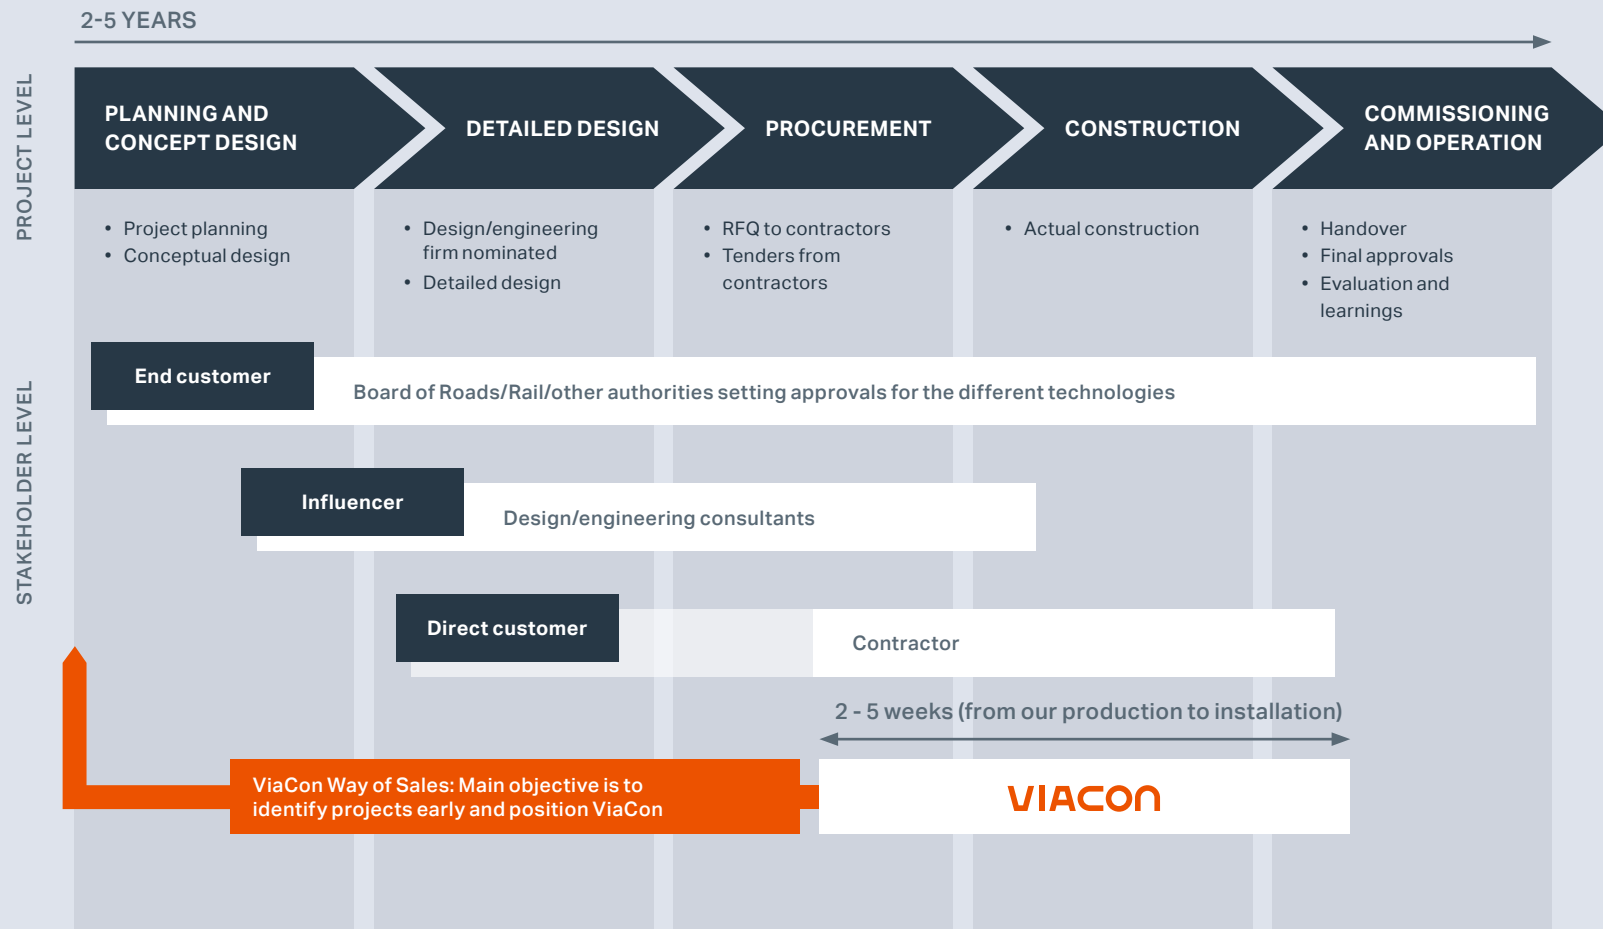 2-5 YEARS
PROJECT LEVEL
PLANNING AND
CONCEPT DESIGN
DETAILED DESIGN
PROCUREMENT
CONSTRUCTION
COMMISSIONING
AND OPERATION
• Project planning
• Conceptual design
• Design/engineering
firm nominated
• Detailed design
• RFQ to contractors
• Tenders from
contractors
• Actual construction
• Handover
• Final approvals
• Evaluation and
learnings
STAKEHOLDER LEVEL
End customer
Board of Roads/Rail/other authorities setting approvals for the different technologies
Influencer
Design/engineering consultants
Direct customer
Contractor
2 - 5 weeks (from our production to installation)
ViaCon Way of Sales: Main objective is to
identify projects early and position ViaCon
VIACON